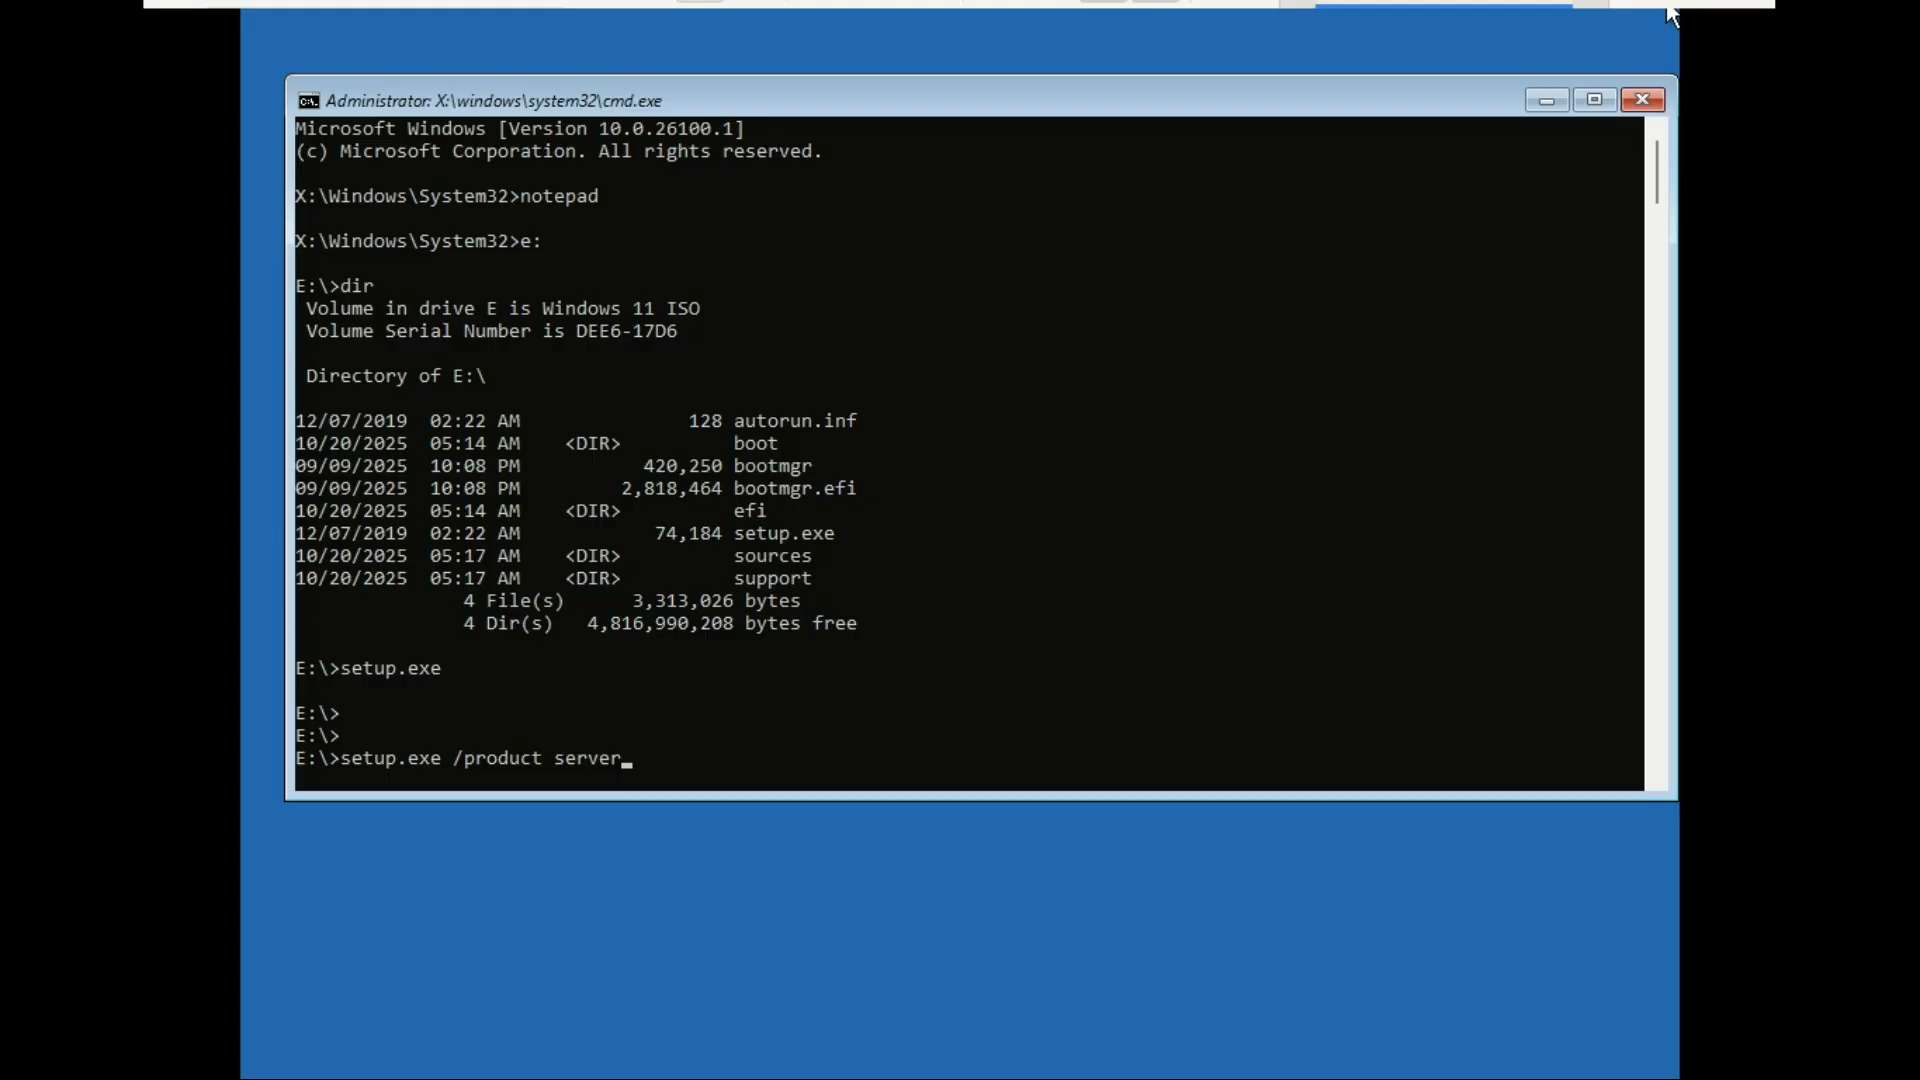 Administrator: X:\windows\system32\cmd.exe
Microsoft Windows [Version 10.0.26100.1]
(c) Microsoft Corporation. All rights reserved.
X:\Windows\System32>notepad
X:\Windows\System32>e:
E:\>dir
Volume in drive E is Windows 11 ISO
Volume Serial Number is DEE6-17D6
Directory of E:\
12/07/2019  02:22 AM               128 autorun.inf
10/20/2025  05:14 AM    <DIR>          boot
09/09/2025  10:08 PM           420,250 bootmgr
09/09/2025  10:08 PM         2,818,464 bootmgr.efi
10/20/2025  05:14 AM    <DIR>          efi
12/07/2019  02:22 AM            74,184 setup.exe
10/20/2025  05:17 AM    <DIR>          sources
10/20/2025  05:17 AM    <DIR>          support
4 File(s)      3,313,026 bytes
4 Dir(s)   4,816,990,208 bytes free
E:\>setup.exe
E:\>
E:\>
E:\>setup.exe /product server